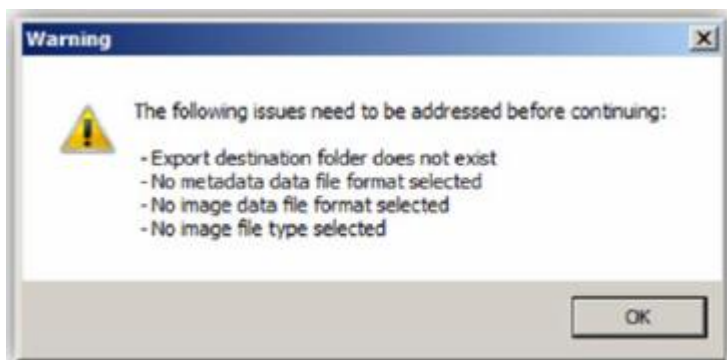 Warning
The following issues need to be addressed before continuing:
- Export destination folder does not exist
- No metadata data file format selected
- No image data file format selected
- No image file type selected
OK